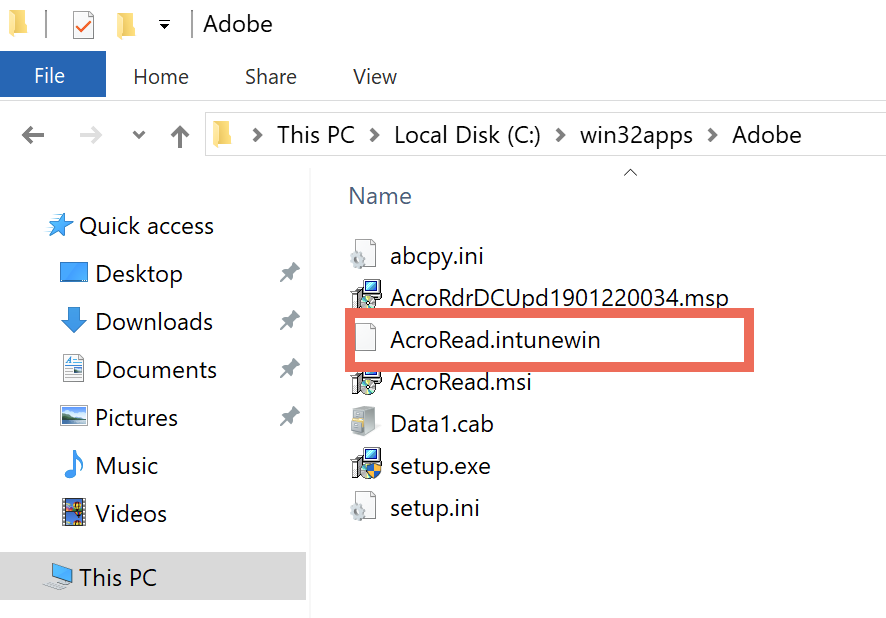 Adobe
File Home Share View
This PC Local Disk (C:) win32apps Adobe
Quick access
Desktop
Downloads
Documents
Pictures
Music
Videos
This PC
Name
abcpy.ini
AcroRdrDCUpd1901220034.msp
AcroRead.intunewin
AcroRead.msi
Data1.cab
setup.exe
setup.ini